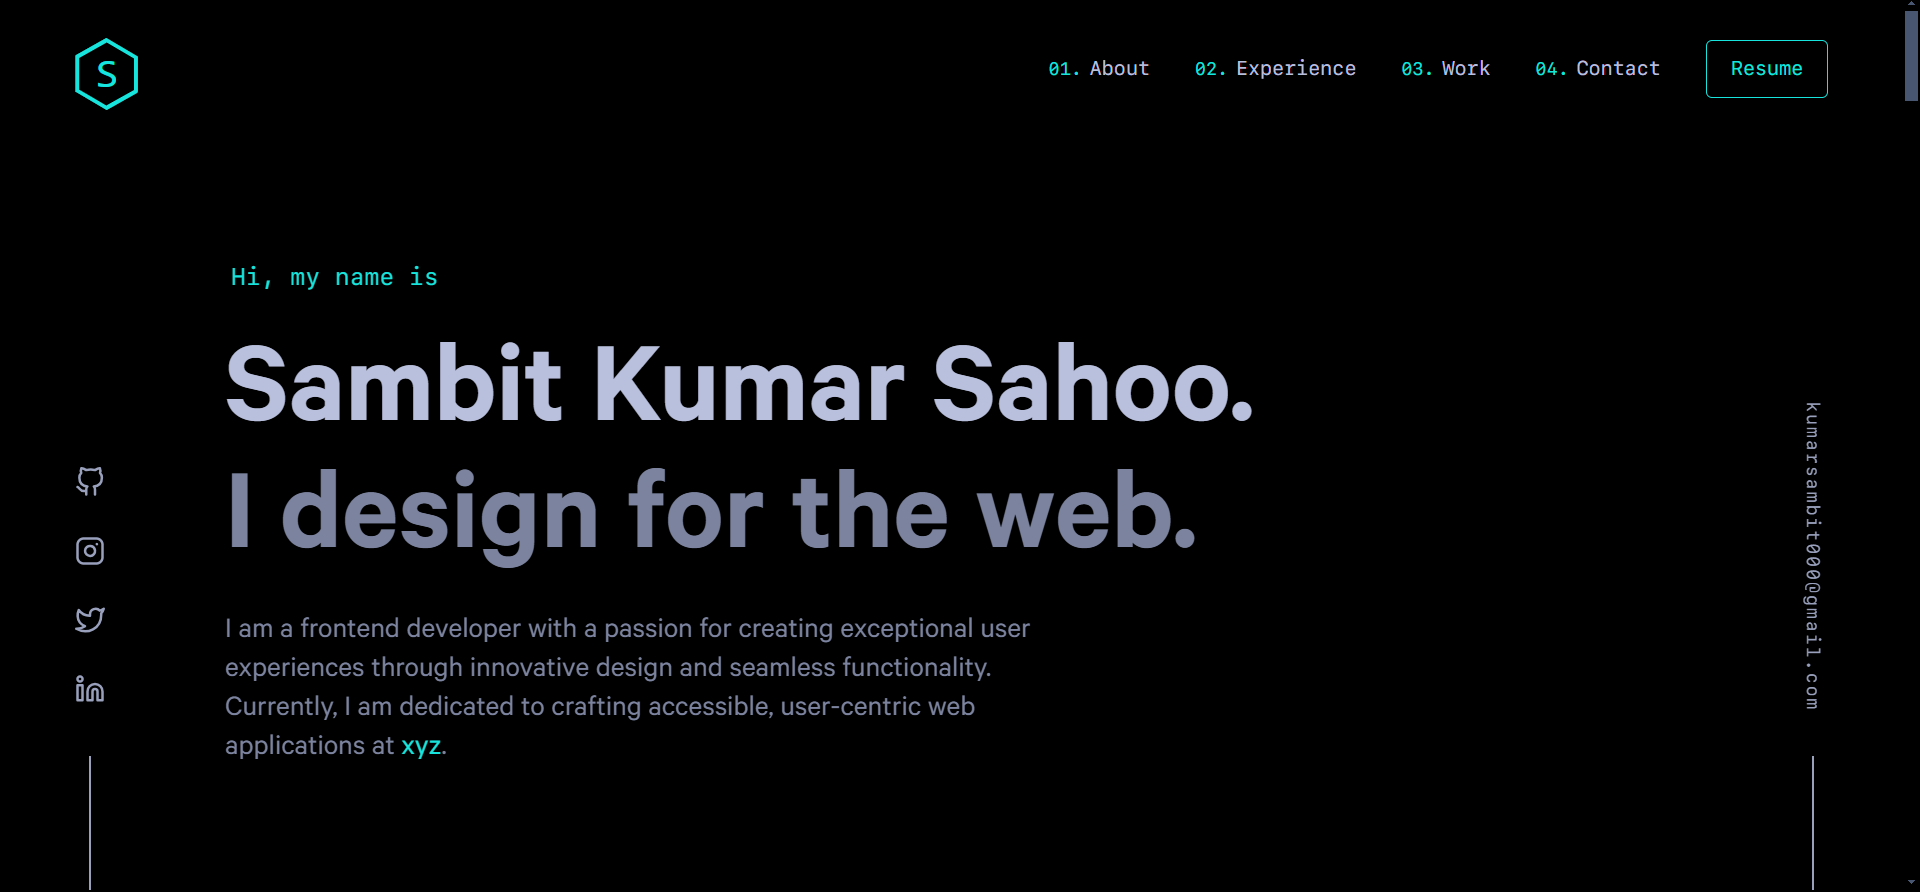 S
01. About
02. Experience
03. Work
04. Contact
Resume
Hi, my name is
Sambit Kumar Sahoo.
I design for the web.
I am a frontend developer with a passion for creating exceptional user
experiences through innovative design and seamless functionality.
Currently, I am dedicated to crafting accessible, user-centric web
applications at xyz.
kumarsambit000@gmail.com